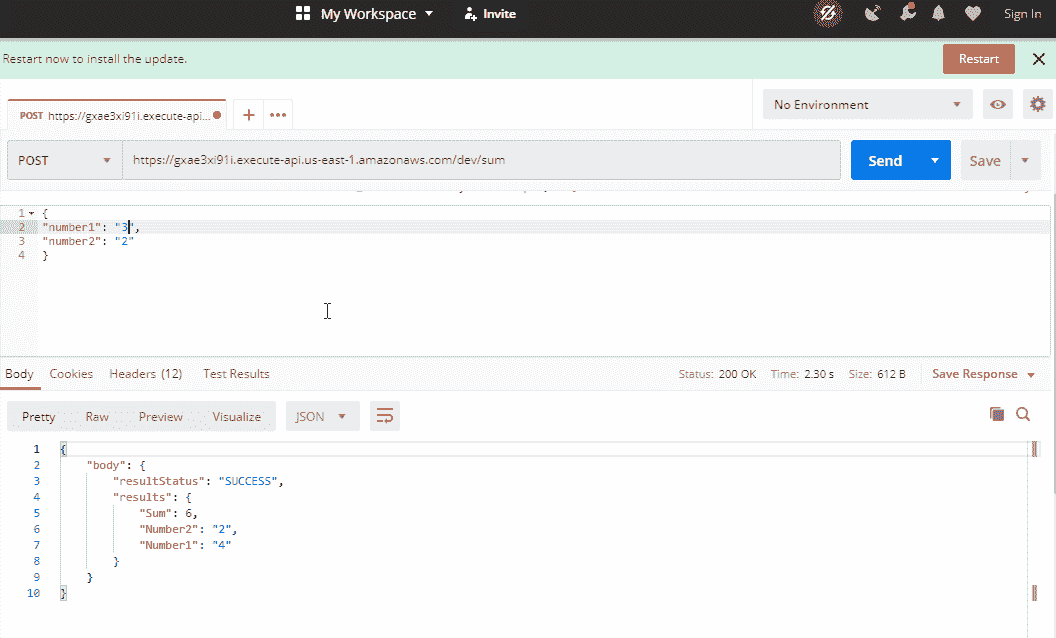 My Workspace Invite Sign In
Restart now to install the update. Restart
POST https://gxae3xi91i.execute-api... No Environment
POST https://gxae3xi91i.execute-api.us-east-1.amazonaws.com/dev/sum Send Save
1 {
2 "number1": "3",
3 "number2": "2"
4 }
Body Cookies Headers (12) Test Results Status: 200 OK Time: 2.30 s Size: 612 B Save Response
Pretty Raw Preview Visualize JSON
1 {
2 "body": {
3 "resultStatus": "SUCCESS",
4 "results": {
5 "Sum": 6,
6 "Number2": "2",
7 "Number1": "4"
8 }
9 }
10 }